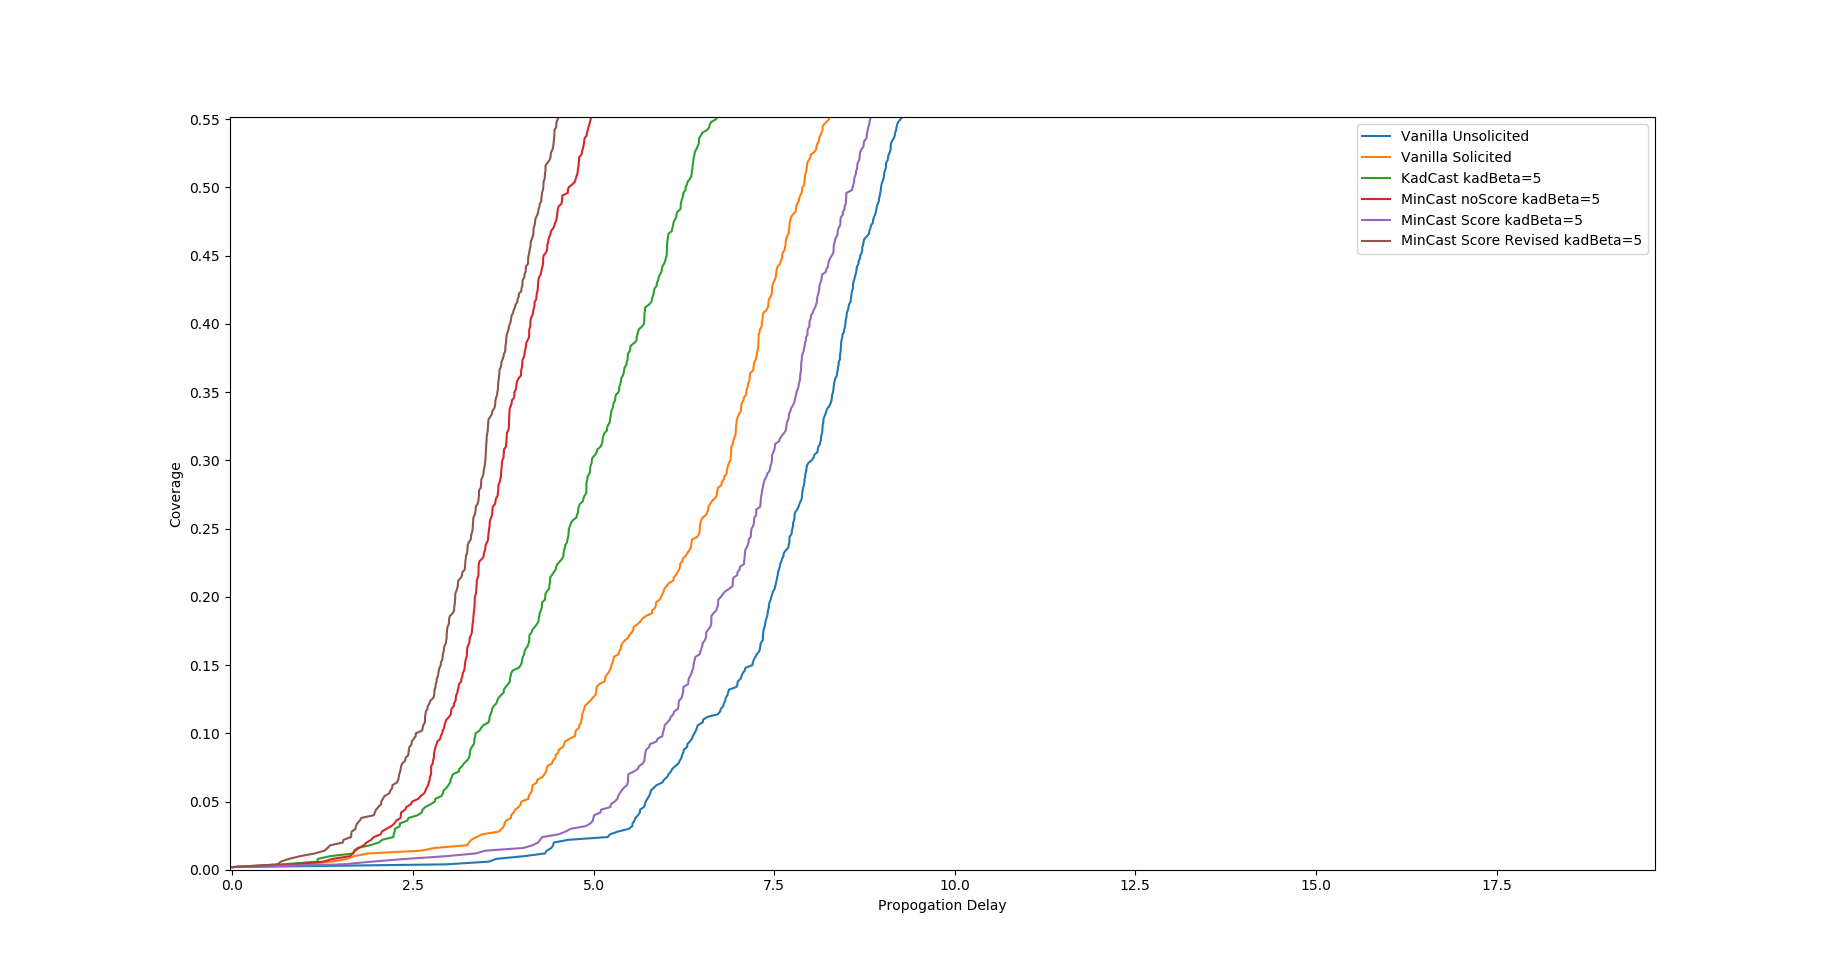 0.55
0.50
0.45
0.40
0.35
0.30
0.25
0.20
0.15
0.10
0.05
0.00
Coverage
0.0 2.5 5.0 7.5 10.0 12.5 15.0 17.5
Propogation Delay
Vanilla Unsolicited
Vanilla Solicited
KadCast kadBeta=5
MinCast noScore kadBeta=5
MinCast Score kadBeta=5
MinCast Score Revised kadBeta=5